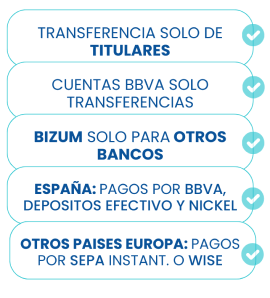 TRANSFERENCIA SOLO DE
TITULARES
CUENTAS BBVA SOLO
TRANSFERENCIAS
BIZUM SOLO PARA OTROS
BANCOS
ESPAÑA: PAGOS POR BBVA,
DEPOSITOS EFECTIVO Y NICKEL
OTROS PAISES EUROPA: PAGOS
POR SEPA INSTANT. O WISE